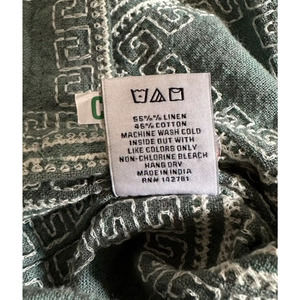 C
55%% LINEN
45% COTTON
MACHINE WASH COLD
INSIDE OUT WITH
LIKE COLORS ONLY
NON-CHLORINE BLEACH
HANG DRY
MADE IN INDIA
RN# 142781